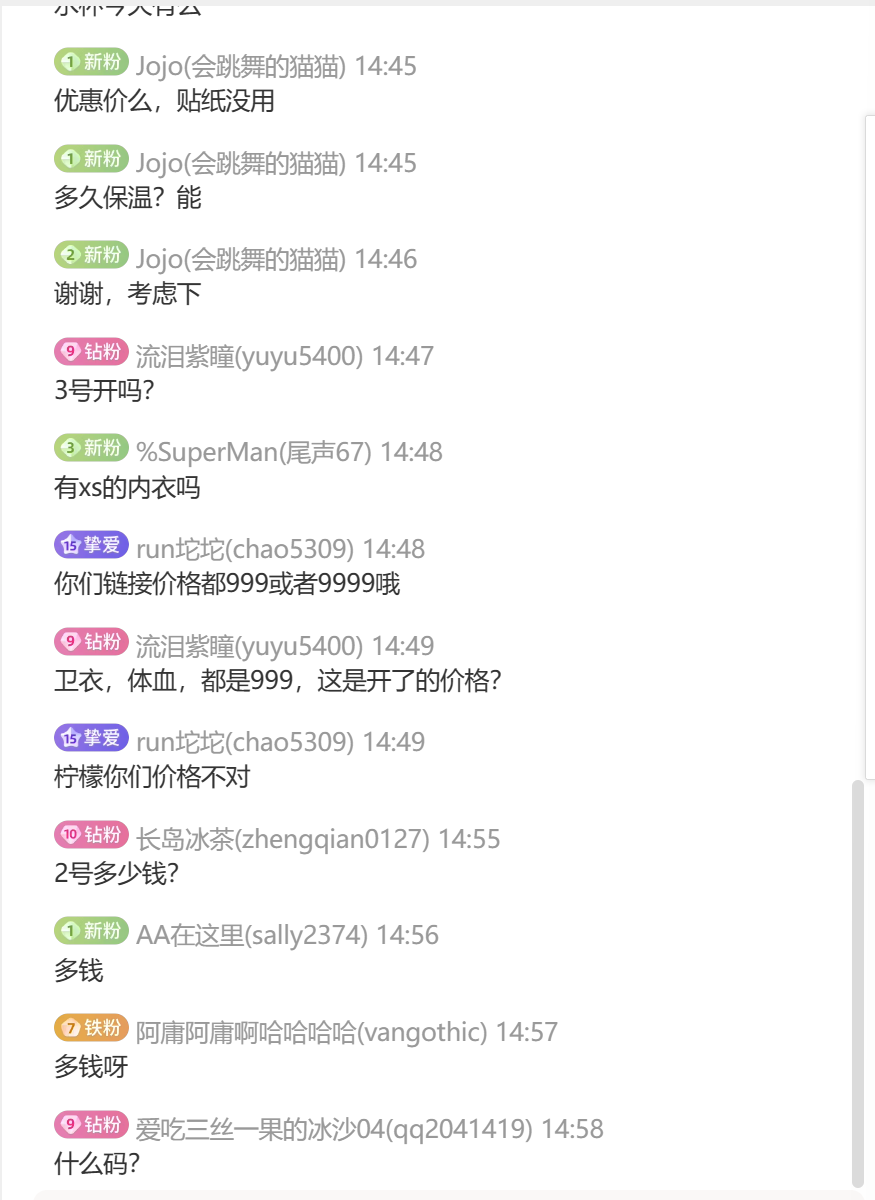 水杯今天有么
1 新粉 Jojo(会跳舞的猫猫) 14:45
优惠价么，贴纸没用
1 新粉 Jojo(会跳舞的猫猫) 14:45
多久保温？能
2 新粉 Jojo(会跳舞的猫猫) 14:46
谢谢，考虑下
9 钻粉 流泪紫瞳(yuyu5400) 14:47
3号开吗？
3 新粉 %SuperMan(尾声67) 14:48
有xs的内衣吗
15 挚爱 run坨坨(chao5309) 14:48
你们链接价格都999或者9999哦
9 钻粉 流泪紫瞳(yuyu5400) 14:49
卫衣，体血，都是999，这是开了的价格？
15 挚爱 run坨坨(chao5309) 14:49
柠檬你们价格不对
10 钻粉 长岛冰茶(zhengqian0127) 14:55
2号多少钱？
1 新粉 AA在这里(sally2374) 14:56
多钱
7 铁粉 阿庸阿庸啊哈哈哈哈(vangothic) 14:57
多钱呀
9 钻粉 爱吃三丝一果的冰沙04(qq2041419) 14:58
什么码？